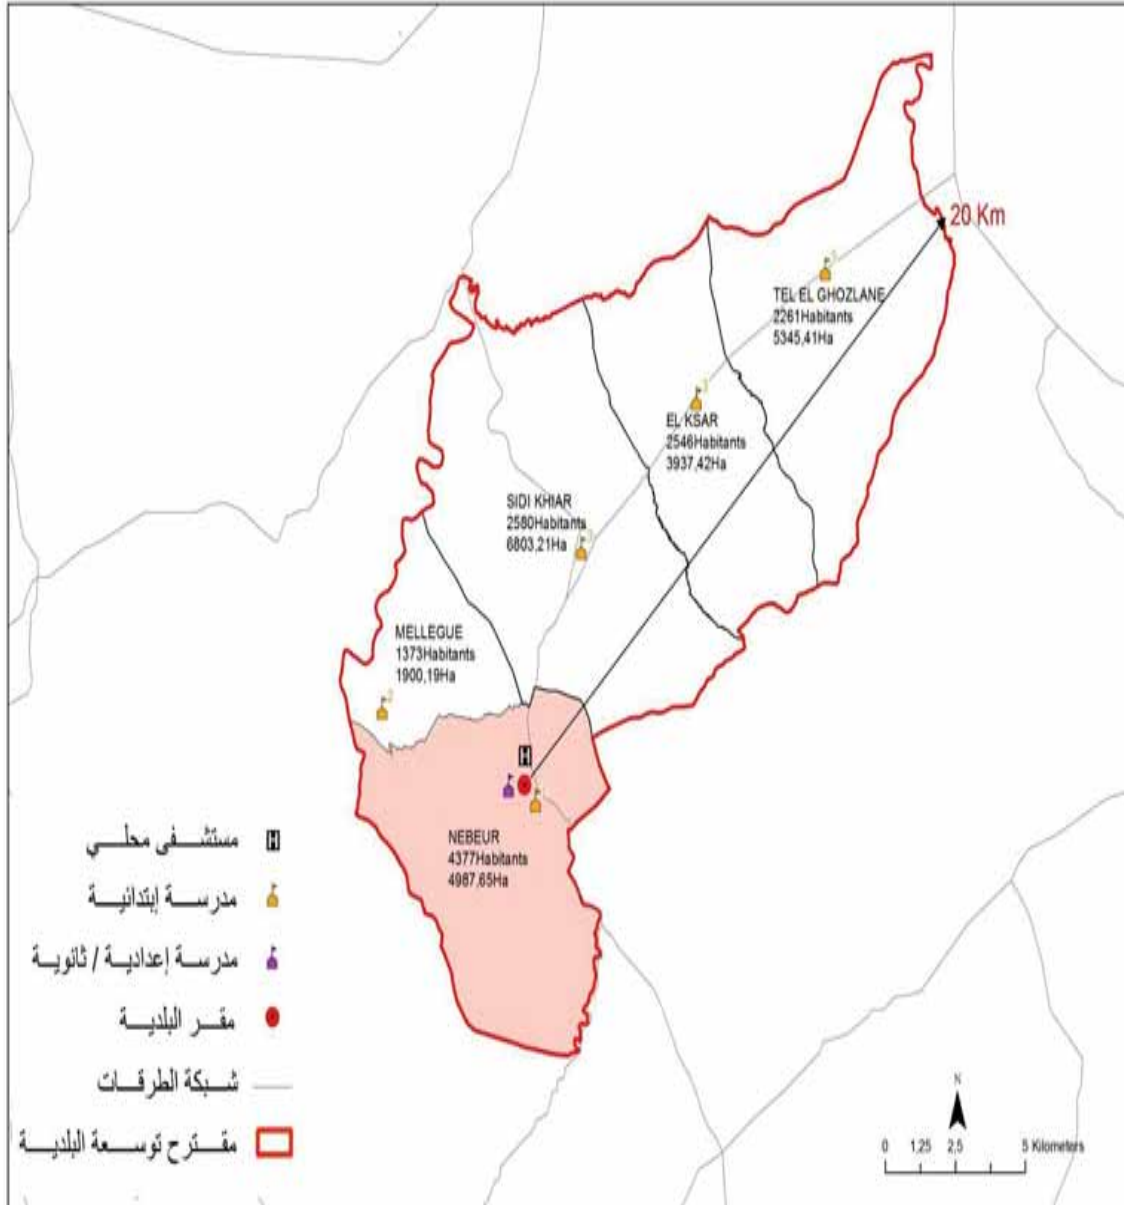 20 Km
TEL EL GHOZLANE
2261Habitants
5345,41Ha
3
EL KSAR
2546Habitants
3937,42Ha
SIDI KHIAR
2580Habitants
6803,21Ha
MELLEGUE
1373Habitants
1900,19Ha
2
H
NEBEUR
4377Habitants
4987,65Ha
H مستشفى محلي
مدرسة إبتدائية
مدرسة إعدادية / ثانوية
مقر البلدية
شبكة الطرقات
مقترح توسعة البلدية
N
0 1,25 2,5 5 Kilometers